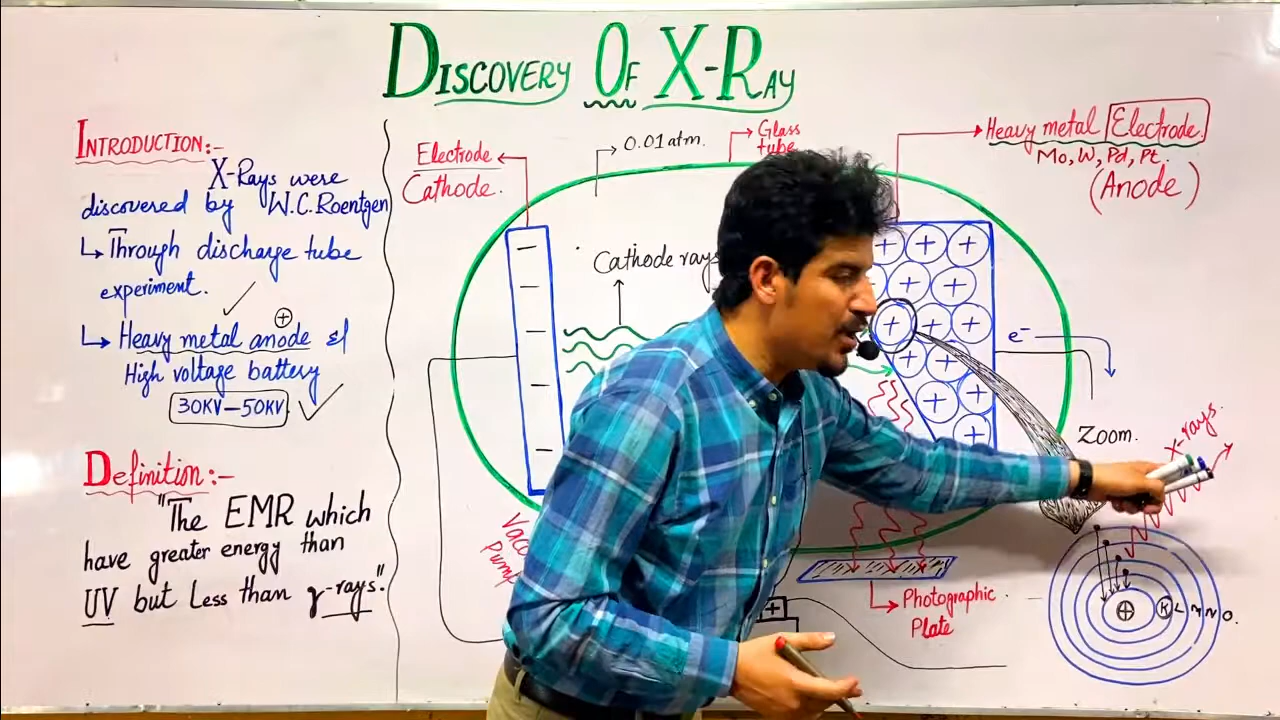 DISCOVERY OF X-RAY
INTRODUCTION:-
X-Rays were
discovered by W.C.Roentgen
↳ Through discharge tube
experiment.
↳ Heavy metal anode &
High voltage battery
30KV-50KV
Definition:-
"The EMR which
have greater energy than
UV but Less than γ-rays."
Electrode
Cathode.
0.01 atm.
Glass
tube
Heavy metal Electrode.
Mo, W, Pd, Pt.
(Anode)
Cathode rays
e⁻
Zoom.
X-rays.
Pump
Photographic
Plate
K L M N O.